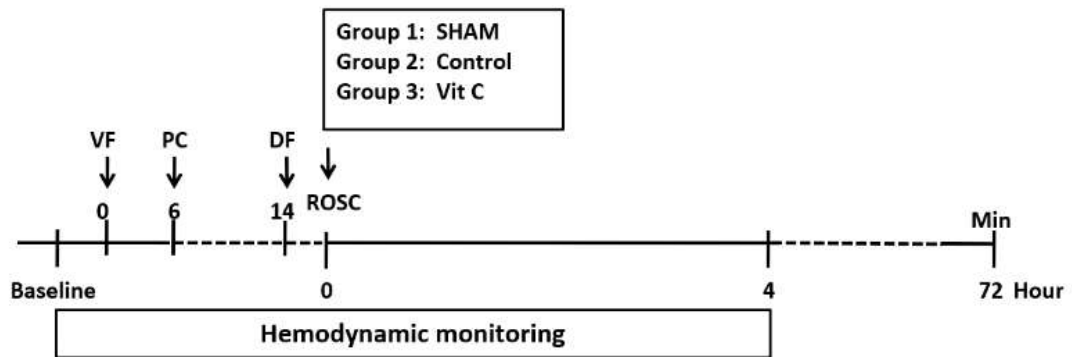 Group 1: SHAM
Group 2: Control
Group 3: Vit C
VF PC DF
0 6 14 ROSC
Min
Baseline 0 4 72 Hour
Hemodynamic monitoring